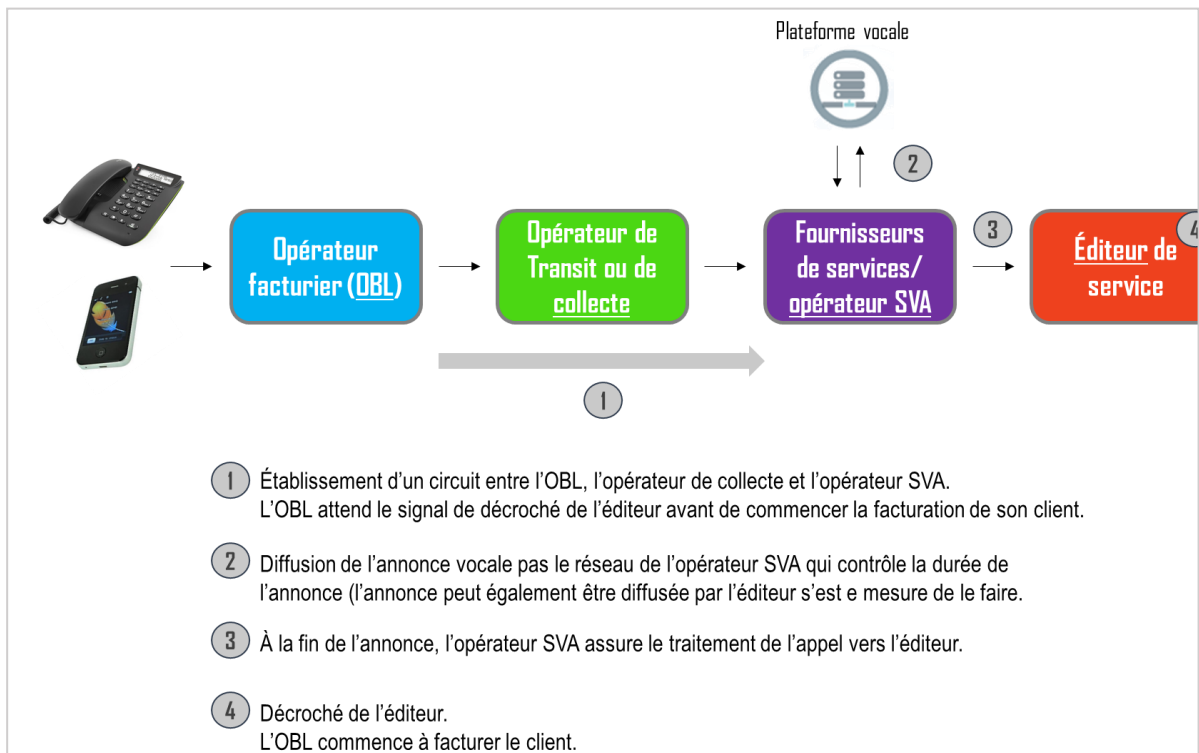 Plateforme vocale
2
Opérateur
facturier (OBL)
Opérateur de
Transit ou de
collecte
Fournisseurs
de services/
opérateur SVA
3
Éditeur de
service
4
1
1 Établissement d'un circuit entre l'OBL, l'opérateur de collecte et l'opérateur SVA.
L'OBL attend le signal de décroché de l'éditeur avant de commencer la facturation de son client.
2 Diffusion de l'annonce vocale pas le réseau de l'opérateur SVA qui contrôle la durée de
l'annonce (l'annonce peut également être diffusée par l'éditeur s'est e mesure de le faire.
3 À la fin de l'annonce, l'opérateur SVA assure le traitement de l'appel vers l'éditeur.
4 Décroché de l'éditeur.
L'OBL commence à facturer le client.